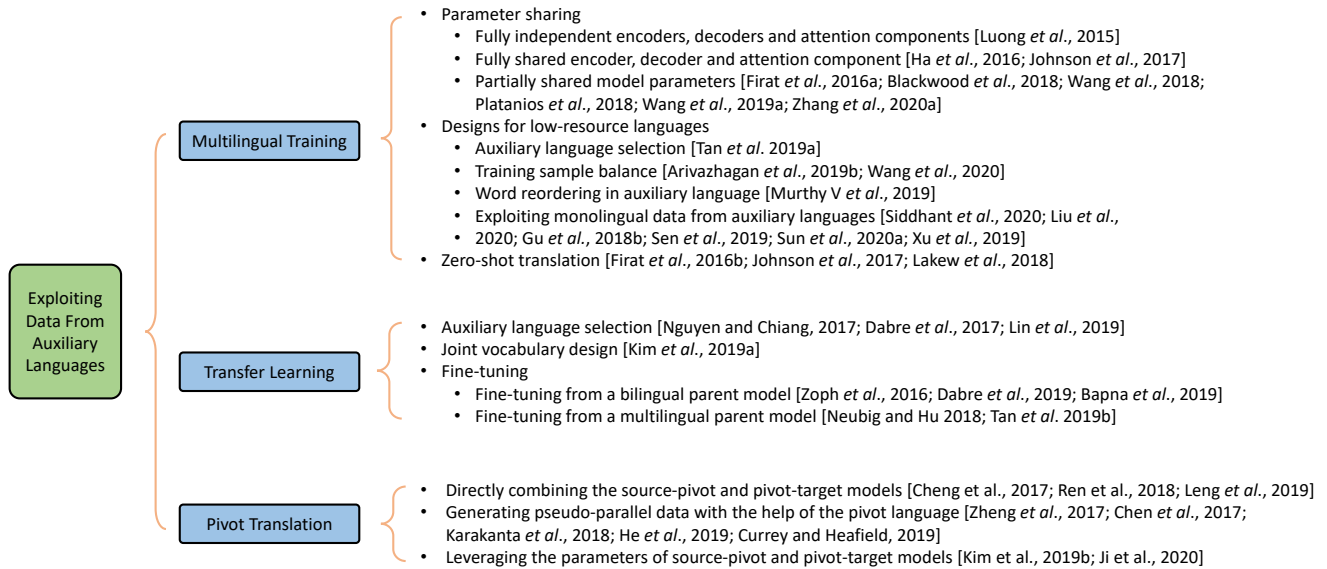 Exploiting
Data From
Auxiliary
Languages
Multilingual Training
• Parameter sharing
• Fully independent encoders, decoders and attention components [Luong et al., 2015]
• Fully shared encoder, decoder and attention component [Ha et al., 2016; Johnson et al., 2017]
• Partially shared model parameters [Firat et al., 2016a; Blackwood et al., 2018; Wang et al., 2018;
Platanios et al., 2018; Wang et al., 2019a; Zhang et al., 2020a]
• Designs for low-resource languages
• Auxiliary language selection [Tan et al. 2019a]
• Training sample balance [Arivazhagan et al., 2019b; Wang et al., 2020]
• Word reordering in auxiliary language [Murthy V et al., 2019]
• Exploiting monolingual data from auxiliary languages [Siddhant et al., 2020; Liu et al.,
• 2020; Gu et al., 2018b; Sen et al., 2019; Sun et al., 2020a; Xu et al., 2019]
• Zero-shot translation [Firat et al., 2016b; Johnson et al., 2017; Lakew et al., 2018]
Transfer Learning
• Auxiliary language selection [Nguyen and Chiang, 2017; Dabre et al., 2017; Lin et al., 2019]
• Joint vocabulary design [Kim et al., 2019a]
• Fine-tuning
• Fine-tuning from a bilingual parent model [Zoph et al., 2016; Dabre et al., 2019; Bapna et al., 2019]
• Fine-tuning from a multilingual parent model [Neubig and Hu 2018; Tan et al. 2019b]
Pivot Translation
• Directly combining the source-pivot and pivot-target models [Cheng et al., 2017; Ren et al., 2018; Leng et al., 2019]
• Generating pseudo-parallel data with the help of the pivot language [Zheng et al., 2017; Chen et al., 2017;
Karakanta et al., 2018; He et al., 2019; Currey and Heafield, 2019]
• Leveraging the parameters of source-pivot and pivot-target models [Kim et al., 2019b; Ji et al., 2020]